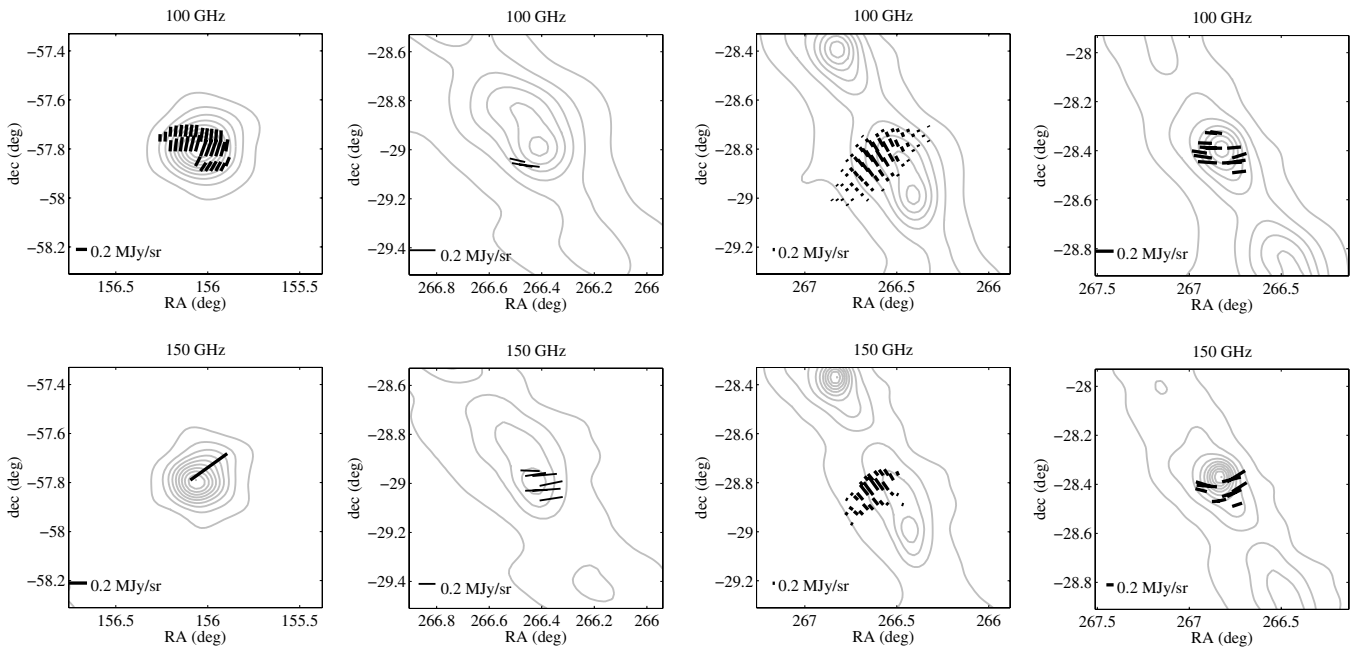 100 GHz
−57.4
−57.6
−57.8
−58
−58.2
dec (deg)
0.2 MJy/sr
156.5
156
155.5
RA (deg)
100 GHz
−28.6
−28.8
−29
−29.2
−29.4
dec (deg)
0.2 MJy/sr
266.8
266.6
266.4
266.2
266
RA (deg)
100 GHz
−28.4
−28.6
−28.8
−29
−29.2
dec (deg)
0.2 MJy/sr
267
266.5
266
RA (deg)
100 GHz
−28
−28.2
−28.4
−28.6
−28.8
dec (deg)
0.2 MJy/sr
267.5
267
266.5
RA (deg)
150 GHz
−57.4
−57.6
−57.8
−58
−58.2
dec (deg)
0.2 MJy/sr
156.5
156
155.5
RA (deg)
150 GHz
−28.6
−28.8
−29
−29.2
−29.4
dec (deg)
0.2 MJy/sr
266.8
266.6
266.4
266.2
266
RA (deg)
150 GHz
−28.4
−28.6
−28.8
−29
−29.2
dec (deg)
0.2 MJy/sr
267
266.5
266
RA (deg)
150 GHz
−28
−28.2
−28.4
−28.6
−28.8
dec (deg)
0.2 MJy/sr
267.5
267
266.5
RA (deg)